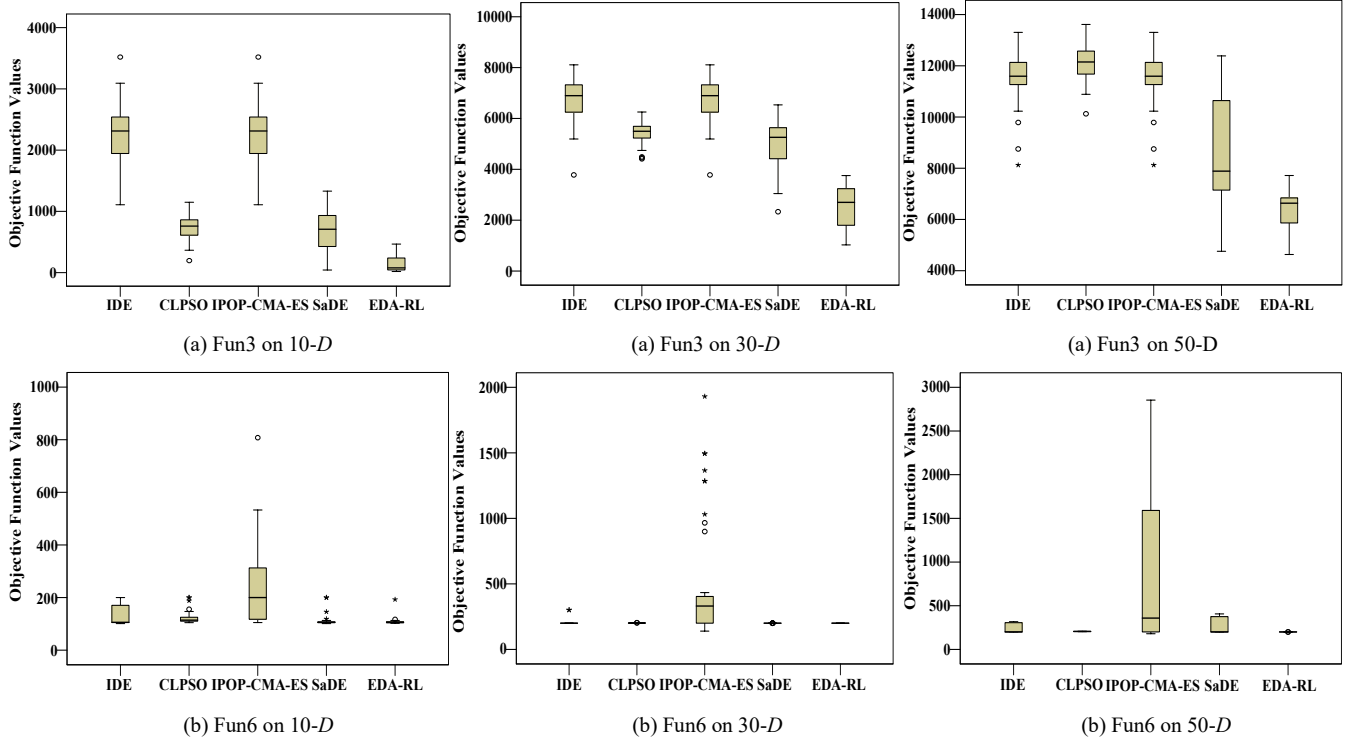 Objective Function Values
4000
3000
2000
1000
0
IDE CLPSO IPOP-CMA-ES SaDE EDA-RL
(a) Fun3 on 10-D
Objective Function Values
10000
8000
6000
4000
2000
0
IDE CLPSO IPOP-CMA-ES SaDE EDA-RL
(a) Fun3 on 30-D
Objective Function Values
14000
12000
10000
8000
6000
4000
IDE CLPSO IPOP-CMA-ES SaDE EDA-RL
(a) Fun3 on 50-D
Objective Function Values
1000
800
600
400
200
0
IDE CLPSO IPOP-CMA-ES SaDE EDA-RL
(b) Fun6 on 10-D
Objective Function Values
2000
1500
1000
500
0
IDE CLPSO IPOP-CMA-ES SaDE EDA-RL
(b) Fun6 on 30-D
Objective Function Values
3000
2500
2000
1500
1000
500
0
IDE CLPSO IPOP-CMA-ES SaDE EDA-RL
(b) Fun6 on 50-D